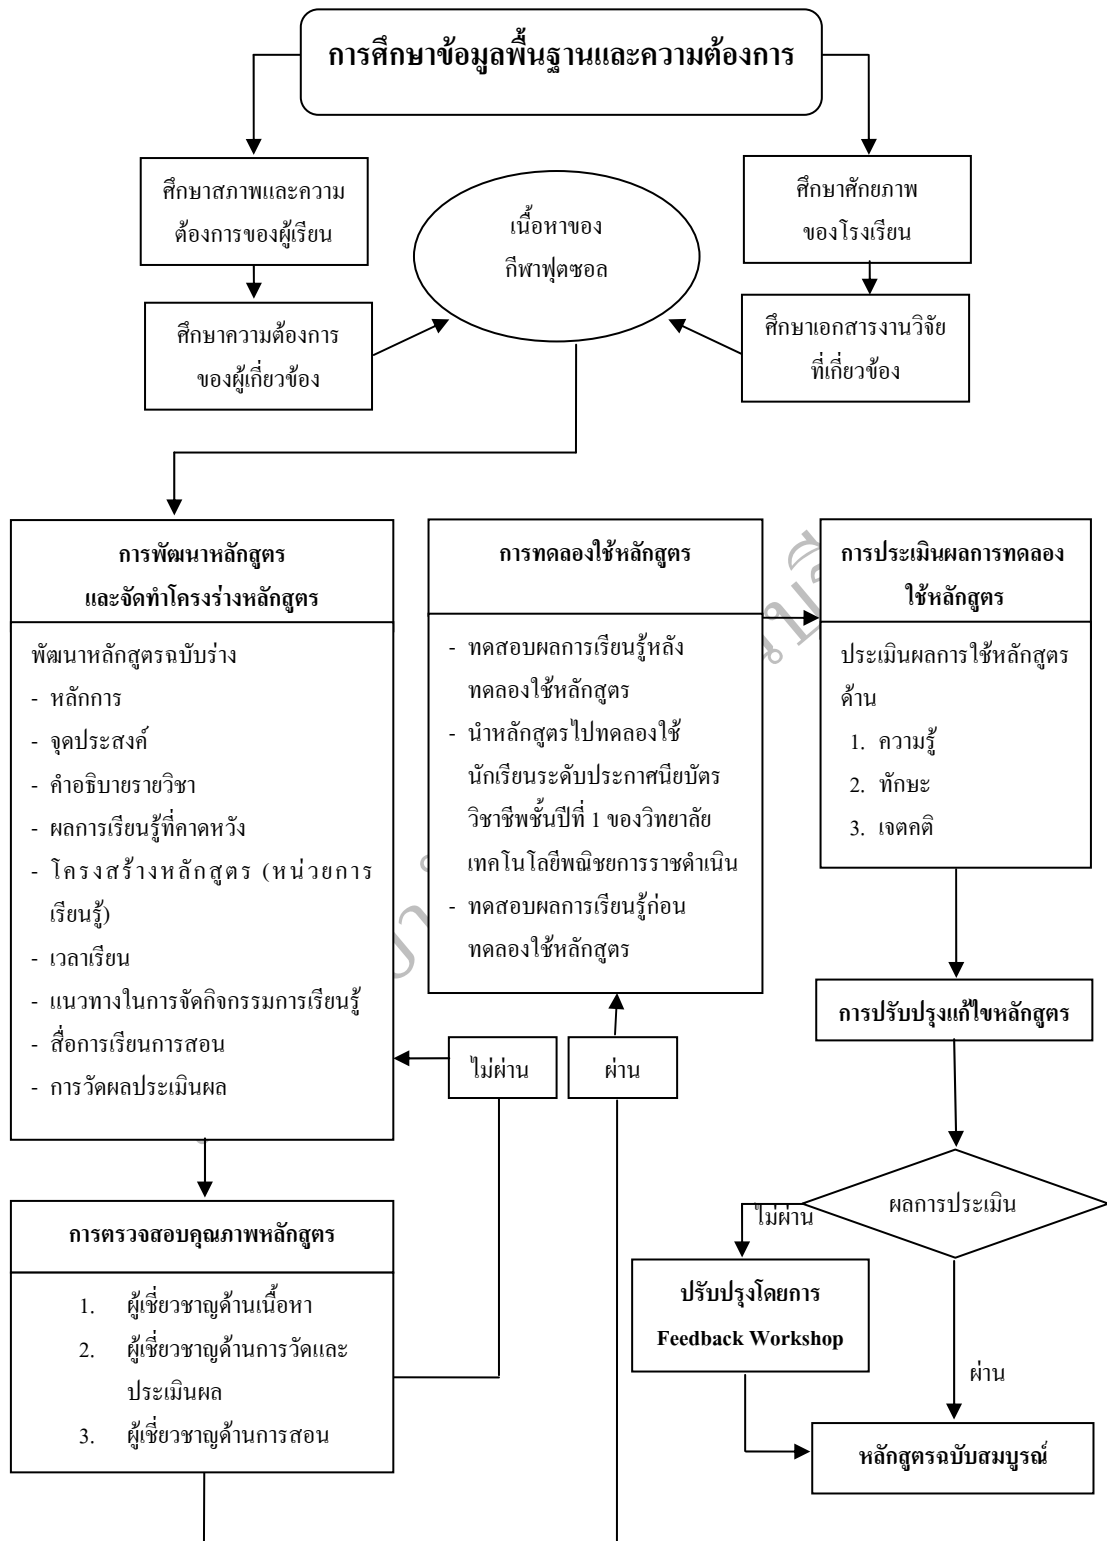 การศึกษาข้อมูลพื้นฐานและความต้องการ
ศึกษาสภาพและความ
ต้องการของผู้เรียน
เนื้อหาของ
กีฬาฟุตซอล
ศึกษาศักยภาพ
ของโรงเรียน
ศึกษาความต้องการ
ของผู้เกี่ยวข้อง
ศึกษาเอกสารงานวิจัย
ที่เกี่ยวข้อง
การพัฒนาหลักสูตร
และจัดทำโครงร่างหลักสูตร
พัฒนาหลักสูตรฉบับร่าง
- หลักการ
- จุดประสงค์
- คำอธิบายรายวิชา
- ผลการเรียนรู้ที่คาดหวัง
- โครงสร้างหลักสูตร (หน่วยการ
เรียนรู้)
- เวลาเรียน
- แนวทางในการจัดกิจกรรมการเรียนรู้
- สื่อการเรียนการสอน
- การวัดผลประเมินผล
การทดลองใช้หลักสูตร
- ทดสอบผลการเรียนรู้หลัง
ทดลองใช้หลักสูตร
- นำหลักสูตรไปทดลองใช้
นักเรียนระดับประกาศนียบัตร
วิชาชีพชั้นปีที่ 1 ของวิทยาลัย
เทคโนโลยีพณิชยการราชดำเนิน
- ทดสอบผลการเรียนรู้ก่อน
ทดลองใช้หลักสูตร
การประเมินผลการทดลอง
ใช้หลักสูตร
ประเมินผลการใช้หลักสูตร
ด้าน
1. ความรู้
2. ทักษะ
3. เจตคติ
การปรับปรุงแก้ไขหลักสูตร
ไม่ผ่าน
ผ่าน
การตรวจสอบคุณภาพหลักสูตร
1. ผู้เชี่ยวชาญด้านเนื้อหา
2. ผู้เชี่ยวชาญด้านการวัดและ
ประเมินผล
3. ผู้เชี่ยวชาญด้านการสอน
ผลการประเมิน
ไม่ผ่าน
ปรับปรุงโดยการ
Feedback Workshop
ผ่าน
หลักสูตรฉบับสมบูรณ์